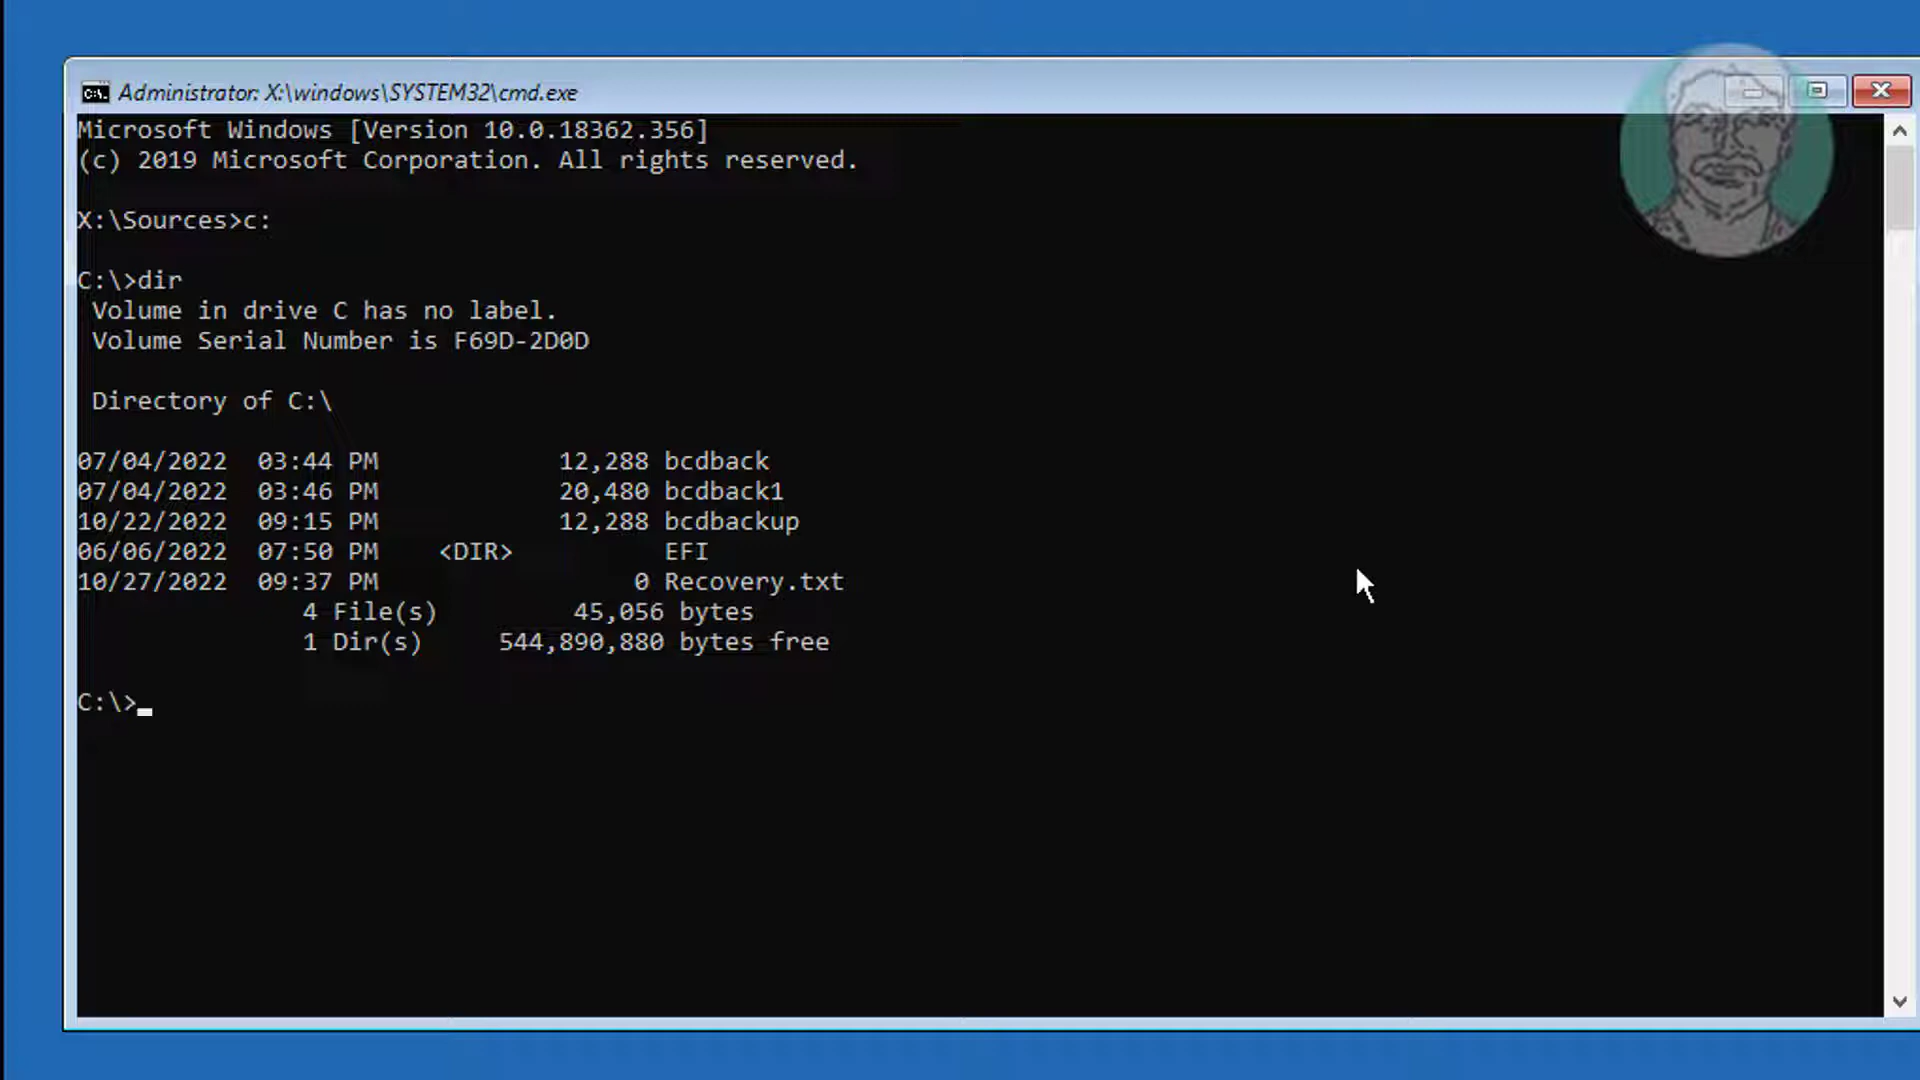 Administrator: X:\windows\SYSTEM32\cmd.exe
Microsoft Windows [Version 10.0.18362.356]
(c) 2019 Microsoft Corporation. All rights reserved.
X:\Sources>c:
C:\>dir
Volume in drive C has no label.
Volume Serial Number is F69D-2D0D
Directory of C:\
07/04/2022 03:44 PM 12,288 bcdback
07/04/2022 03:46 PM 20,480 bcdback1
10/22/2022 09:15 PM 12,288 bcdbackup
06/06/2022 07:50 PM <DIR> EFI
10/27/2022 09:37 PM 0 Recovery.txt
4 File(s) 45,056 bytes
1 Dir(s) 544,890,880 bytes free
C:\>